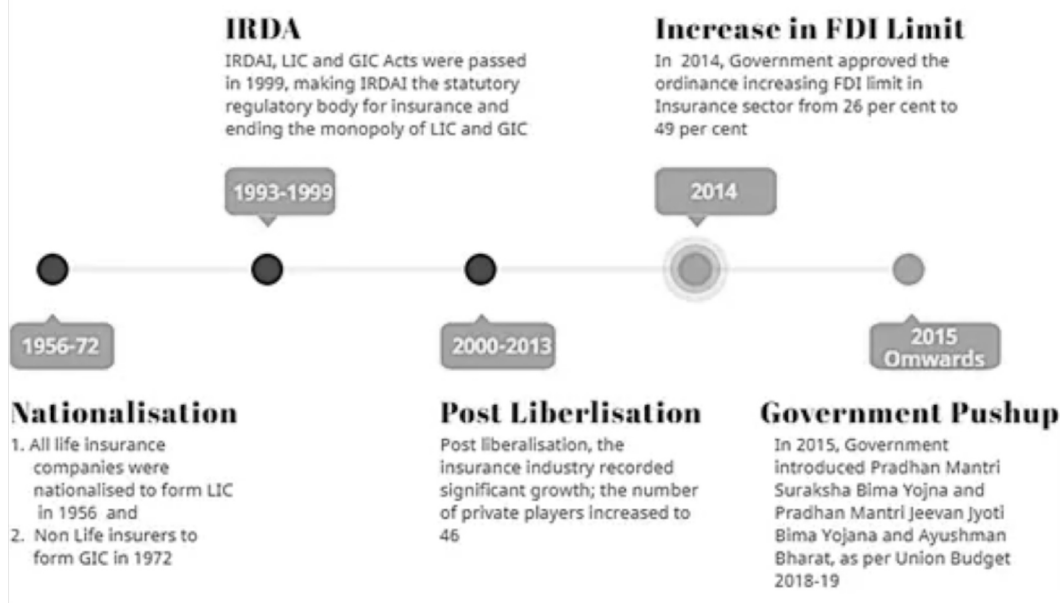 IRDA
IRDAI, LIC and GIC Acts were passed
in 1999, making IRDAI the statutory
regulatory body for insurance and
ending the monopoly of LIC and GIC
Increase in FDI Limit
In 2014, Government approved the
ordinance increasing FDI limit in
Insurance sector from 26 per cent to
49 per cent
1993-1999
2014
1956-72
2000-2013
2015
Omwards
Nationalisation
1. All life insurance
companies were
nationalised to form LIC
in 1956 and
2. Non Life insurers to
form GIC in 1972
Post Liberlisation
Post liberalisation, the
insurance industry recorded
significant growth; the number
of private players increased to
46
Government Pushup
In 2015, Government
introduced Pradhan Mantri
Suraksha Bima Yojna and
Pradhan Mantri Jeevan Jyoti
Bima Yojana and Ayushman
Bharat, as per Union Budget
2018-19